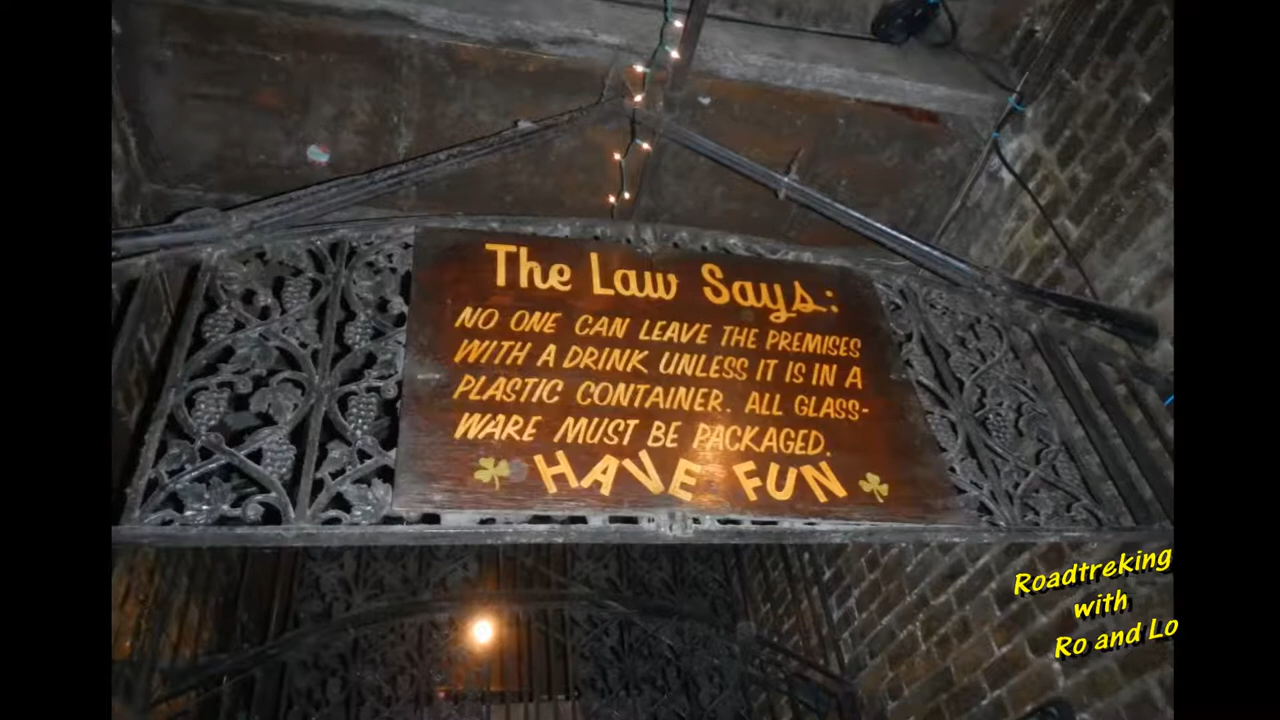 The Law Says:
NO ONE CAN LEAVE THE PREMISES
WITH A DRINK UNLESS IT IS IN A
PLASTIC CONTAINER. ALL GLASS-
WARE MUST BE PACKAGED.
HAVE FUN
Roadtreking
with
Ro and Lo